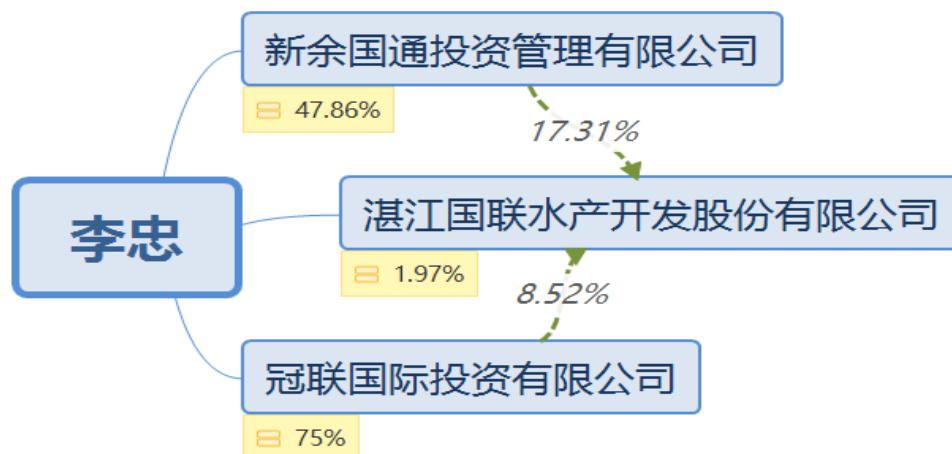 新余国通投资管理有限公司
47.86%
17.31%
李忠
湛江国联水产开发股份有限公司
1.97%
8.52%
冠联国际投资有限公司
75%